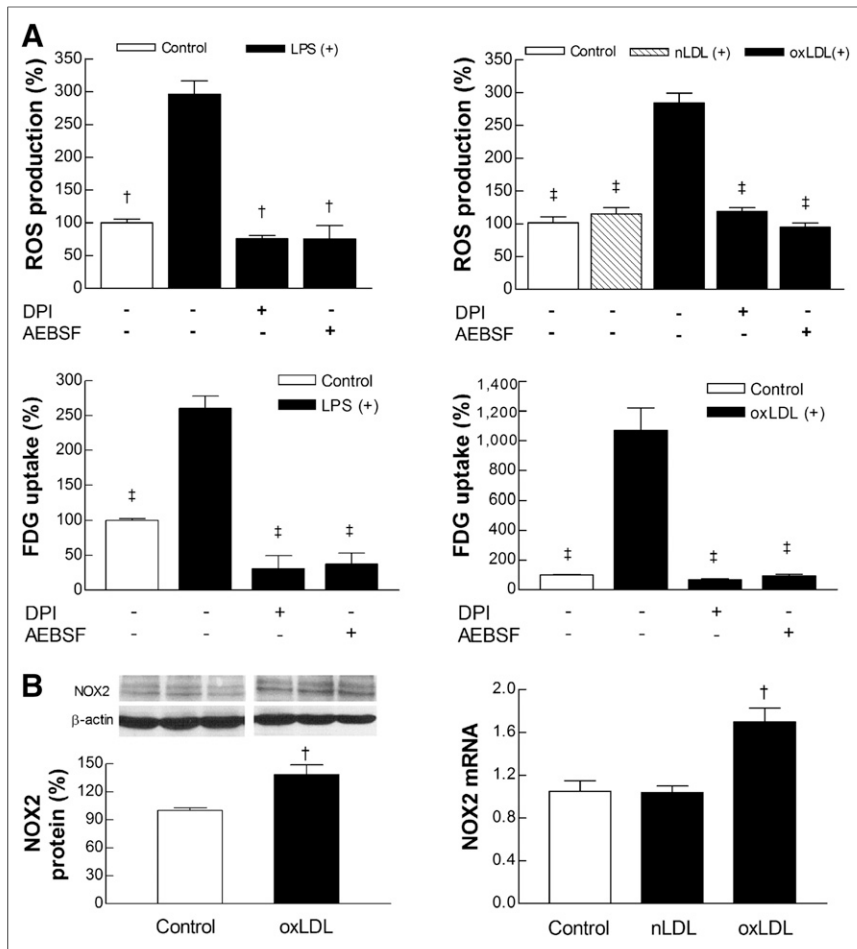 A
Control LPS (+)
ROS production (%)
350
300
250
200
150
100
50
0
† † †
DPI - - + -
AEBSF - - - +
Control nLDL (+) oxLDL(+)
ROS production (%)
350
300
250
200
150
100
50
0
‡ ‡ ‡ ‡
- - - + -
- - - - +
Control
LPS (+)
FDG uptake (%)
300
250
200
150
100
50
0
‡ ‡ ‡
DPI - - + -
AEBSF - - - +
Control
oxLDL (+)
FDG uptake (%)
1,400
1,200
1,000
800
600
400
200
0
‡ ‡ ‡
DPI - - + -
AEBSF - - - +
B
NOX2
β-actin
NOX2
protein (%)
150
120
90
60
30
0
†
Control oxLDL
NOX2 mRNA
2.0
1.6
1.2
0.8
0.4
0.0
†
Control nLDL oxLDL